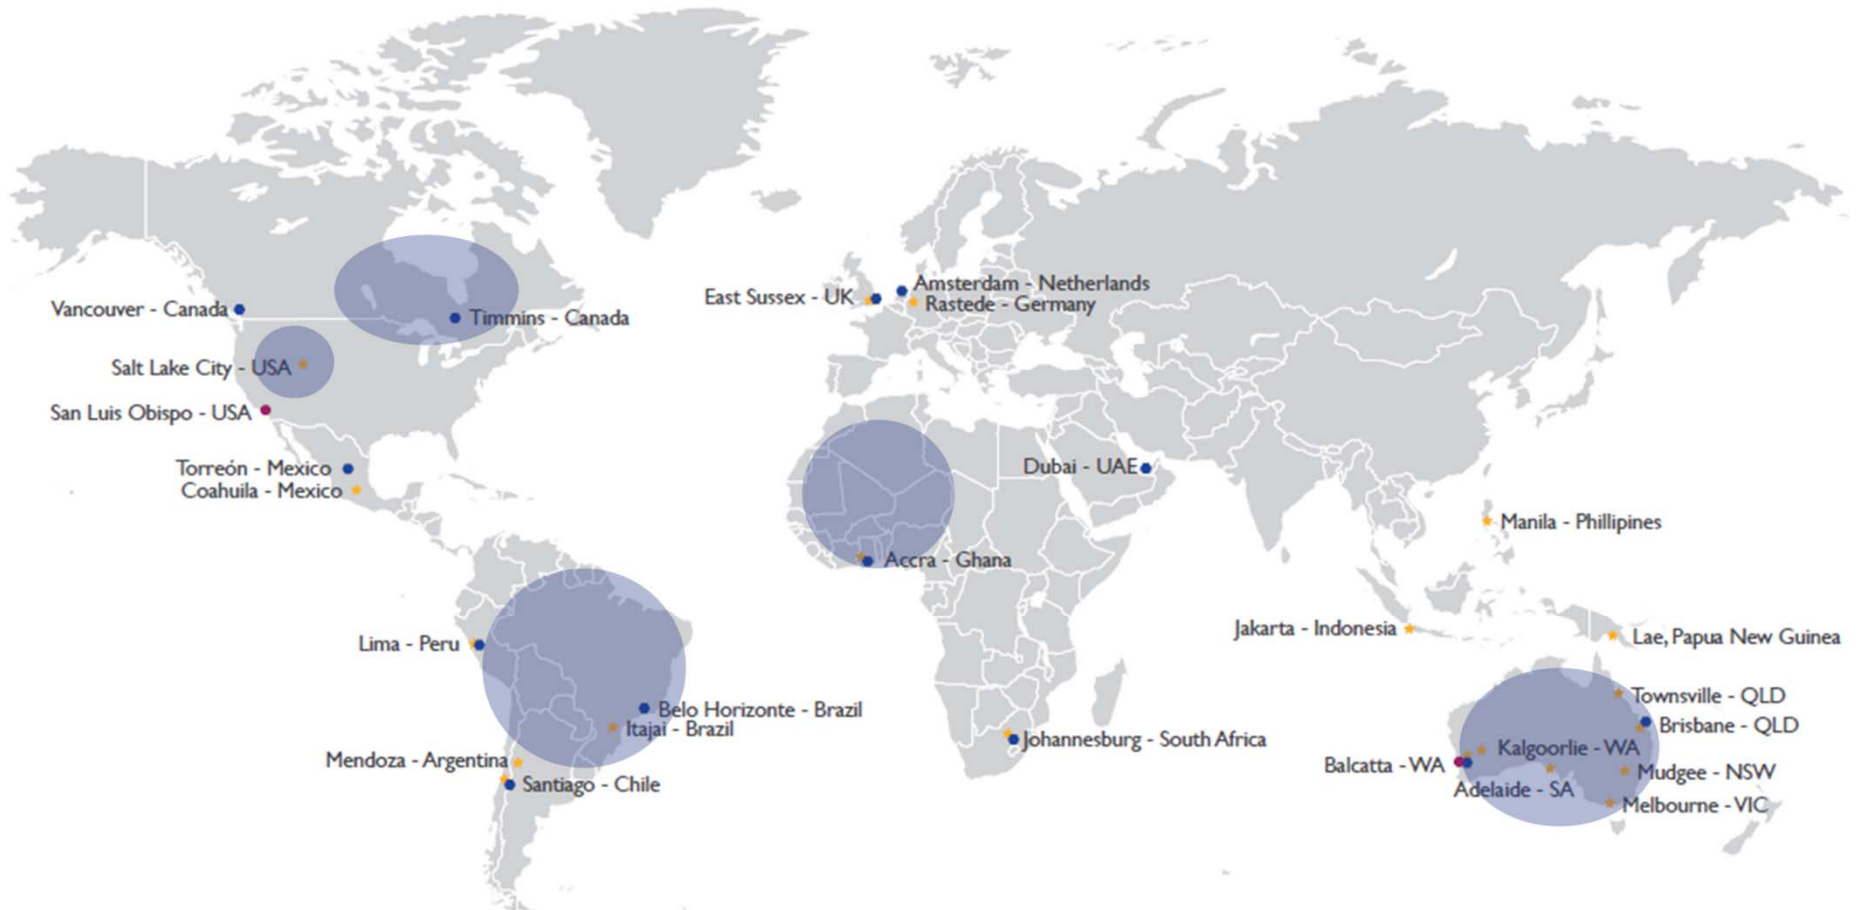 Vancouver - Canada
Timmins - Canada
Salt Lake City - USA
San Luis Obispo - USA
Torreón - Mexico
Coahuila - Mexico
Lima - Peru
Belo Horizonte - Brazil
Itajai - Brazil
Mendoza - Argentina
Santiago - Chile
East Sussex - UK
Amsterdam - Netherlands
Rastede - Germany
Dubai - UAE
Accra - Ghana
Johannesburg - South Africa
Manila - Phillipines
Jakarta - Indonesia
Lae, Papua New Guinea
Townsville - QLD
Brisbane - QLD
Kalgoorlie - WA
Balcatta - WA
Mudgee - NSW
Adelaide - SA
Melbourne - VIC